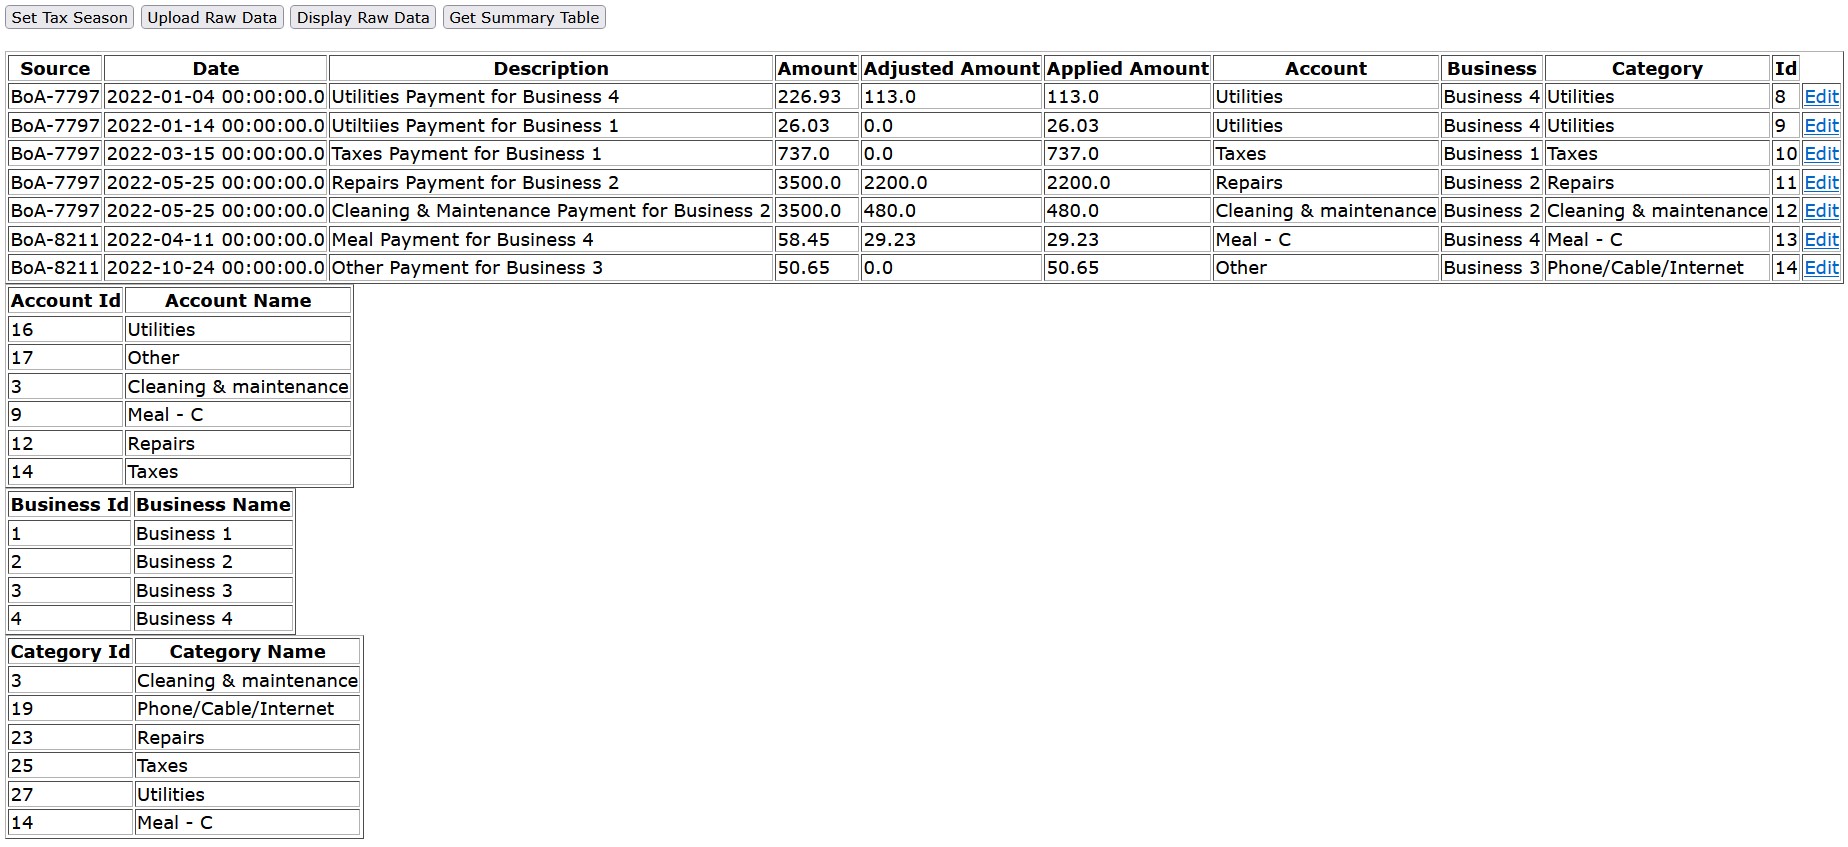 Set Tax Season Upload Raw Data Display Raw Data Get Summary Table
Source Date Description Amount Adjusted Amount Applied Amount Account Business Category Id
BoA-7797 2022-01-04 00:00:00.0 Utilities Payment for Business 4 226.93 113.0 113.0 Utilities Business 4 Utilities 8 Edit
BoA-7797 2022-01-14 00:00:00.0 Utiltiies Payment for Business 1 26.03 0.0 26.03 Utilities Business 4 Utilities 9 Edit
BoA-7797 2022-03-15 00:00:00.0 Taxes Payment for Business 1 737.0 0.0 737.0 Taxes Business 1 Taxes 10 Edit
BoA-7797 2022-05-25 00:00:00.0 Repairs Payment for Business 2 3500.0 2200.0 2200.0 Repairs Business 2 Repairs 11 Edit
BoA-7797 2022-05-25 00:00:00.0 Cleaning & Maintenance Payment for Business 2 3500.0 480.0 480.0 Cleaning & maintenance Business 2 Cleaning & maintenance 12 Edit
BoA-8211 2022-04-11 00:00:00.0 Meal Payment for Business 4 58.45 29.23 29.23 Meal - C Business 4 Meal - C 13 Edit
BoA-8211 2022-10-24 00:00:00.0 Other Payment for Business 3 50.65 0.0 50.65 Other Business 3 Phone/Cable/Internet 14 Edit
Account Id Account Name
16 Utilities
17 Other
3 Cleaning & maintenance
9 Meal - C
12 Repairs
14 Taxes
Business Id Business Name
1 Business 1
2 Business 2
3 Business 3
4 Business 4
Category Id Category Name
3 Cleaning & maintenance
19 Phone/Cable/Internet
23 Repairs
25 Taxes
27 Utilities
14 Meal - C